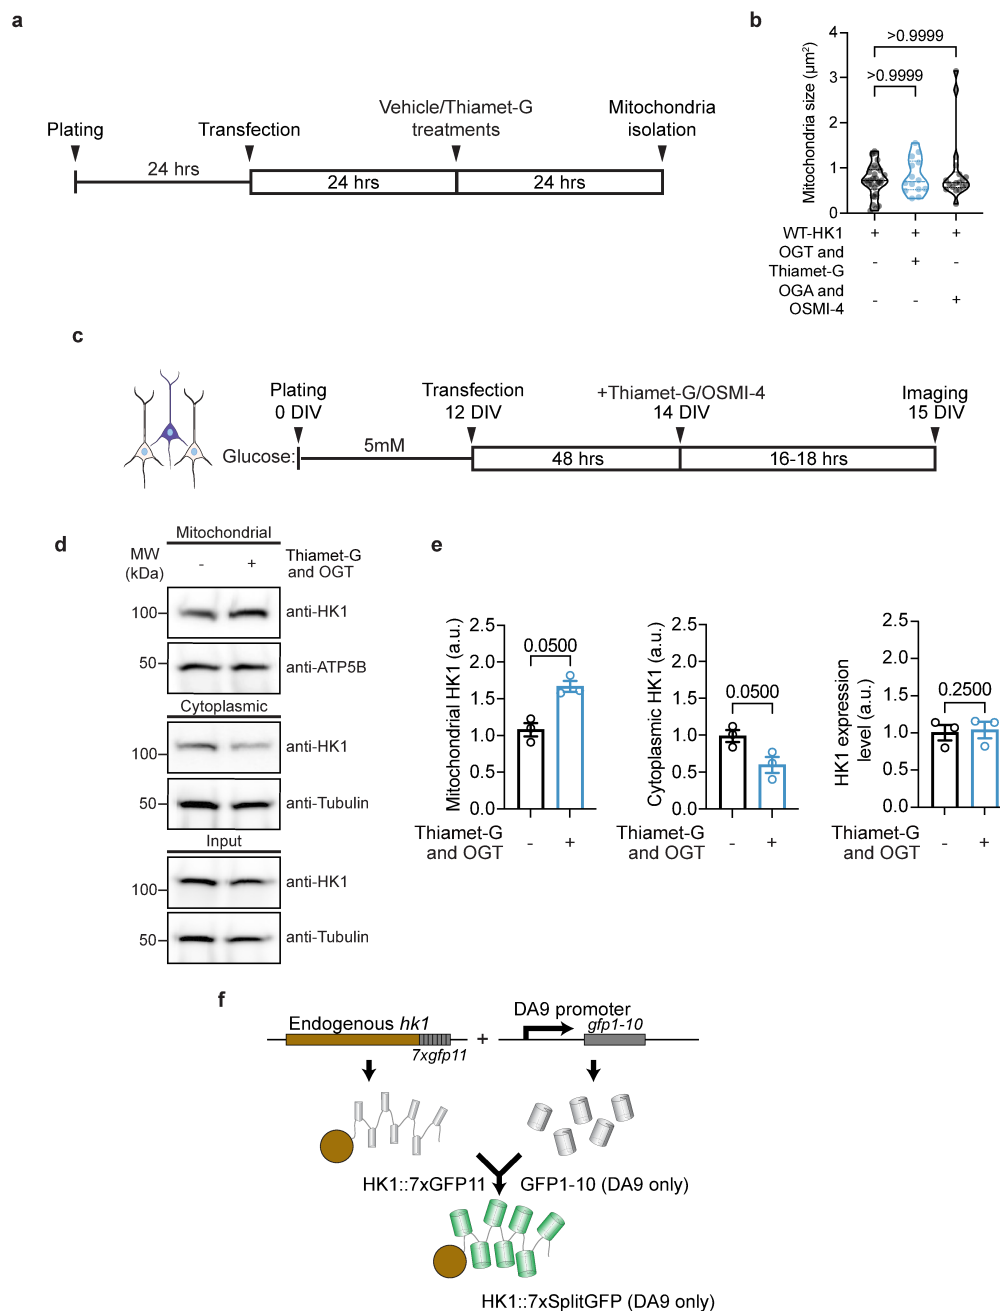 a
Plating
24 hrs
Transfection
24 hrs
Vehicle/Thiamet-G
treatments
24 hrs
Mitochondria
isolation
b
Mitochondria size (μm²)
4
3
2
1
0
>0.9999
>0.9999
WT-HK1 + + +
OGT and
Thiamet-G - + -
OGA and
OSMI-4 - - +
c
Plating
0 DIV
Transfection
12 DIV
+Thiamet-G/OSMI-4
14 DIV
Imaging
15 DIV
Glucose:
5mM
48 hrs
16-18 hrs
d
Mitochondrial
MW
(kDa)
- +
Thiamet-G
and OGT
100
anti-HK1
50
anti-ATP5B
Cytoplasmic
100
anti-HK1
50
anti-Tubulin
Input
100
anti-HK1
50
anti-Tubulin
e
Mitochondrial HK1 (a.u.)
2.5
2.0
1.5
1.0
0.5
0.0
0.0500
Thiamet-G
and OGT
- +
Cytoplasmic HK1 (a.u.)
2.5
2.0
1.5
1.0
0.5
0.0
0.0500
Thiamet-G
and OGT
- +
HK1 expression
level (a.u.)
2.5
2.0
1.5
1.0
0.5
0.0
0.2500
Thiamet-G
and OGT
- +
f
Endogenous hk1
7xgfp11
+
DA9 promoter
gfp1-10
HK1::7xGFP11
GFP1-10 (DA9 only)
HK1::7xSplitGFP (DA9 only)